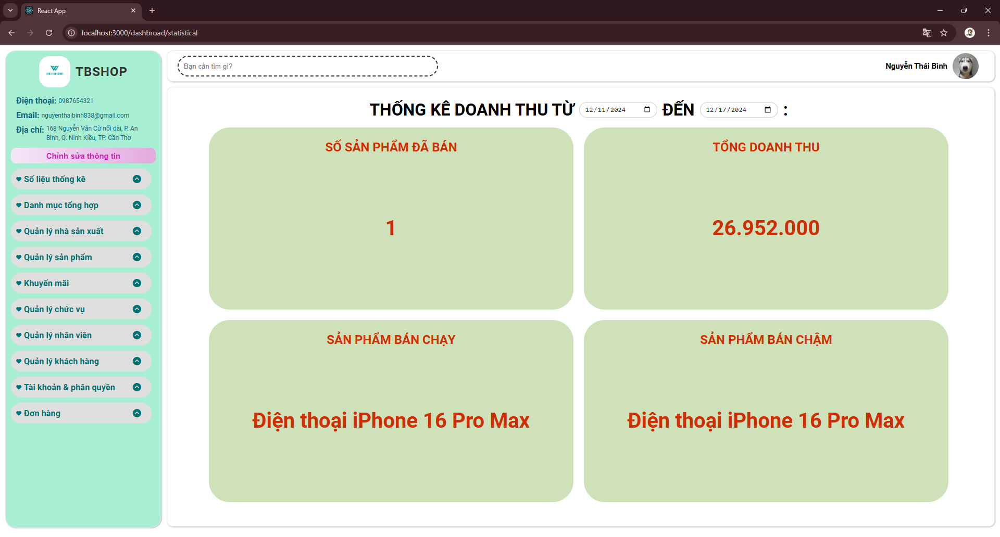 React App
localhost:3000/dashbroad/statistical
TBSHOP
Điện thoại: 0987654321
Email: nguyenthaibinh838@gmail.com
Địa chỉ: 168 Nguyễn Văn Cừ nối dài, P. An
Bình, Q. Ninh Kiều, TP. Cần Thơ
Chỉnh sửa thông tin
Số liệu thống kê
Danh mục tổng hợp
Quản lý nhà sản xuất
Quản lý sản phẩm
Khuyến mãi
Quản lý chức vụ
Quản lý nhân viên
Quản lý khách hàng
Tài khoản & phân quyền
Đơn hàng
Bạn cần tìm gì?
Nguyễn Thái Bình
THỐNG KÊ DOANH THU TỪ 12/11/2024 ĐẾN 12/17/2024 :
SỐ SẢN PHẨM ĐÃ BÁN
1
TỔNG DOANH THU
26.952.000
SẢN PHẨM BÁN CHẠY
Điện thoại iPhone 16 Pro Max
SẢN PHẨM BÁN CHẬM
Điện thoại iPhone 16 Pro Max